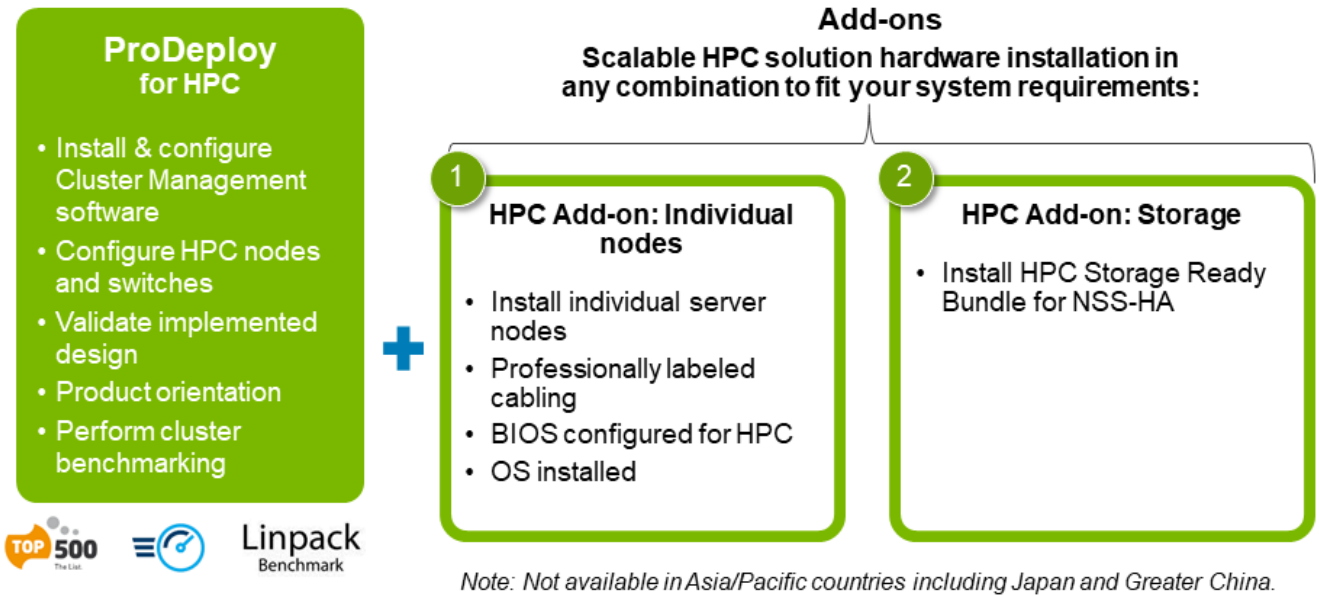 ProDeploy
for HPC
• Install & configure
Cluster Management
software
• Configure HPC nodes
and switches
• Validate implemented
design
• Product orientation
• Perform cluster
benchmarking
TOP 500
The List.
Linpack
Benchmark
Add-ons
Scalable HPC solution hardware installation in
any combination to fit your system requirements:
1
HPC Add-on: Individual
nodes
• Install individual server
nodes
• Professionally labeled
cabling
• BIOS configured for HPC
• OS installed
2
HPC Add-on: Storage
• Install HPC Storage Ready
Bundle for NSS-HA
Note: Not available in Asia/Pacific countries including Japan and Greater China.